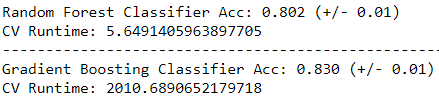 Random Forest Classifier Acc: 0.802 (+/- 0.01)
CV Runtime: 5.6491405963897705
--------------------------------------------------
Gradient Boosting Classifier Acc: 0.830 (+/- 0.01)
CV Runtime: 2010.6890652179718